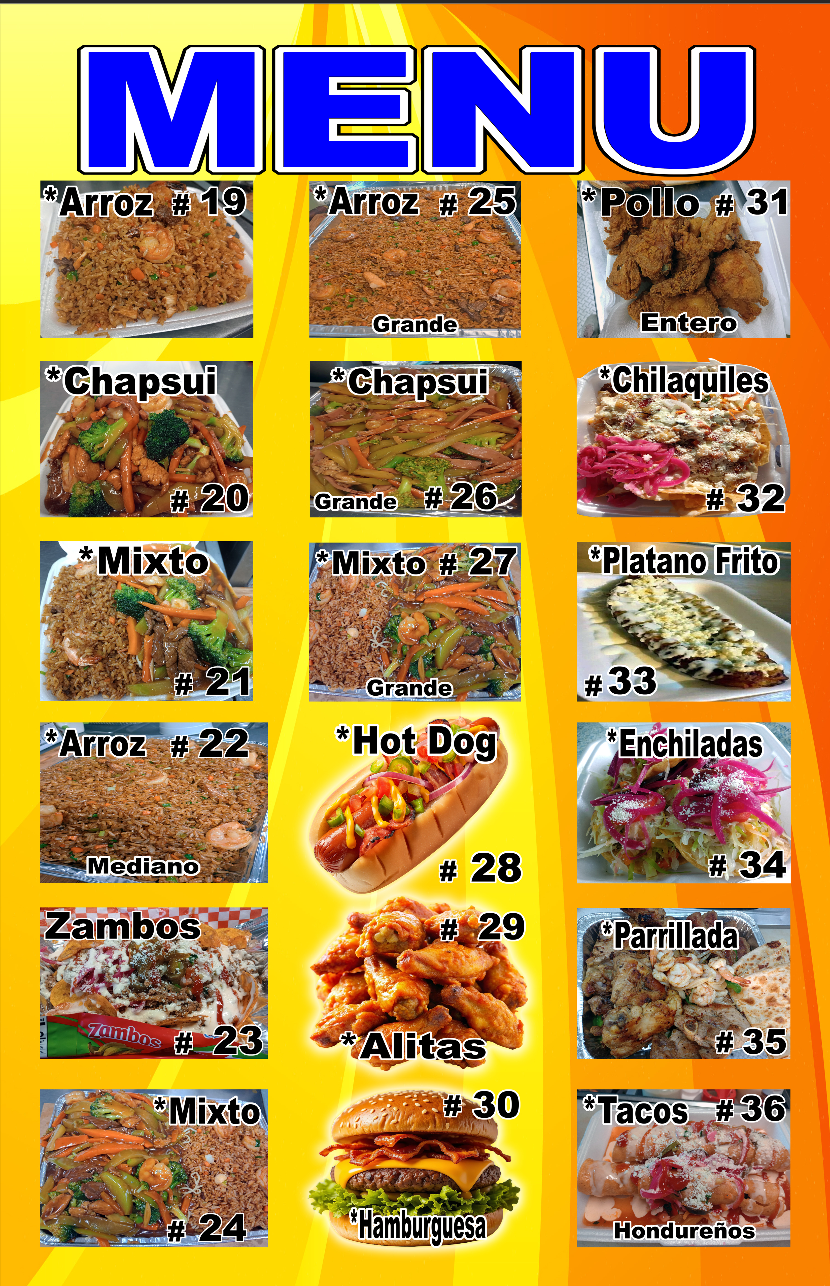 MENU
*Arroz # 19
*Arroz # 25
Grande
*Pollo # 31
Entero
*Chapsui
# 20
*Chapsui
Grande # 26
*Chilaquiles
# 32
*Mixto
# 21
*Mixto # 27
Grande
*Platano Frito
# 33
*Arroz # 22
Mediano
*Hot Dog
# 28
*Enchiladas
# 34
Zambos
Zambos
# 23
# 29
*Alitas
*Parrillada
# 35
*Mixto
# 24
# 30
*Hamburguesa
*Tacos # 36
Hondureños